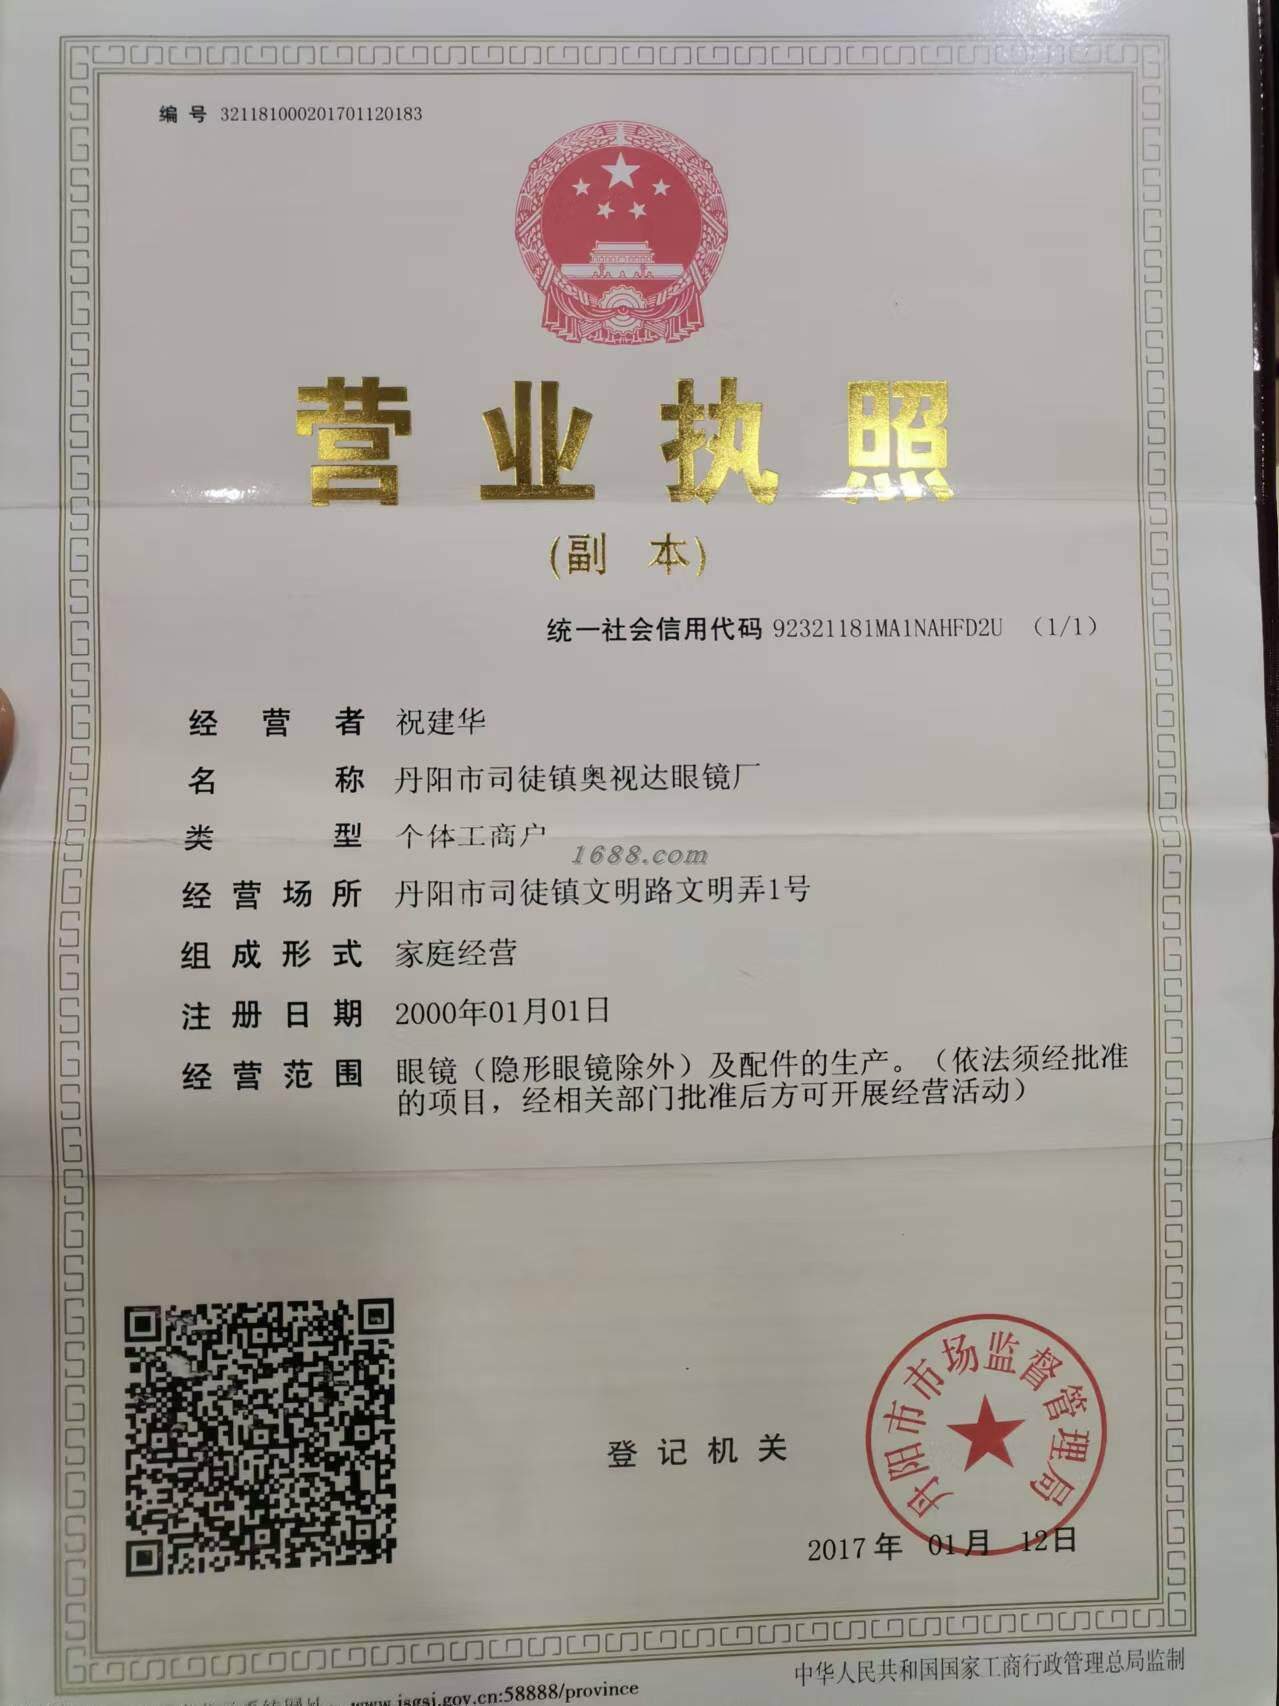 编 号 321181000201701120183
营业执照
(副 本)
统一社会信用代码 92321181MA1NAHFD2U （1/1）
经营者 祝建华
名称 丹阳市司徒镇奥视达眼镜厂
类型 个体工商户
1688.com
经营场所 丹阳市司徒镇文明路文明弄1号
组成形式 家庭经营
注册日期 2000年01月01日
经营范围 眼镜（隐形眼镜除外）及配件的生产。（依法须经批准
的项目，经相关部门批准后方可开展经营活动）
丹阳市市场监督管理局
登记机关
2017年 01月 12日
中华人民共和国国家工商行政管理总局监制
www.jsgsj.gov.cn:58888/province